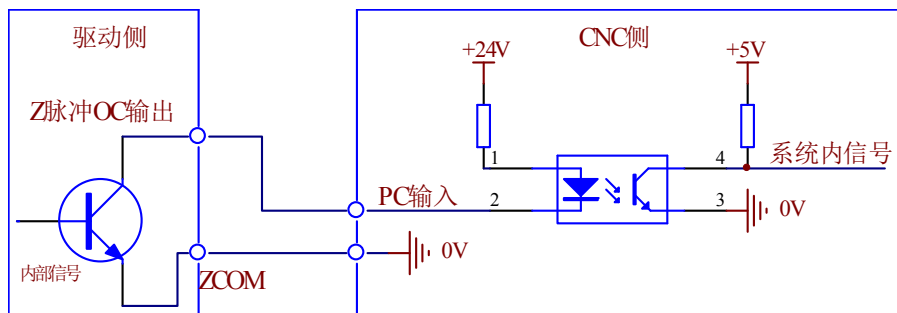 驱动侧
CNC侧
+24V
+5V
Z脉冲OC输出
1
4
系统内信号
PC输入
2
3
0V
0V
内部信号
ZCOM